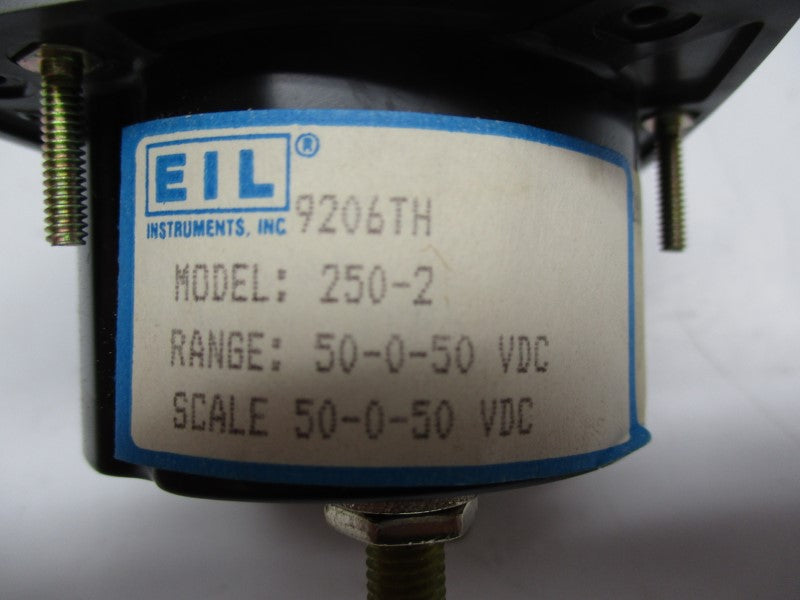 EIL ®
INSTRUMENTS, INC 9206TH
MODEL: 250-2
RANGE: 50-0-50 VDC
SCALE 50-0-50 VDC